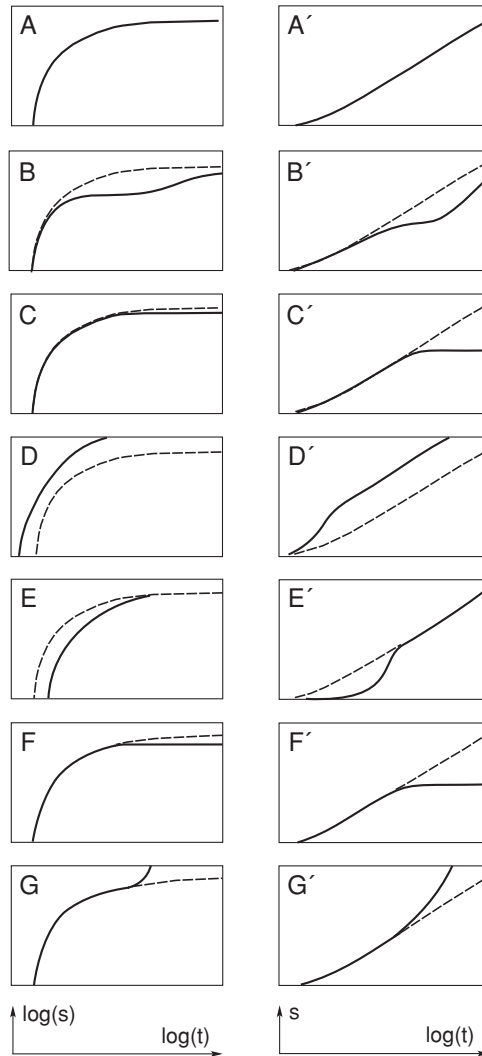 A A´
B B´
C C´
D D´
E E´
F F´
G G´
log(s) s
log(t) log(t)